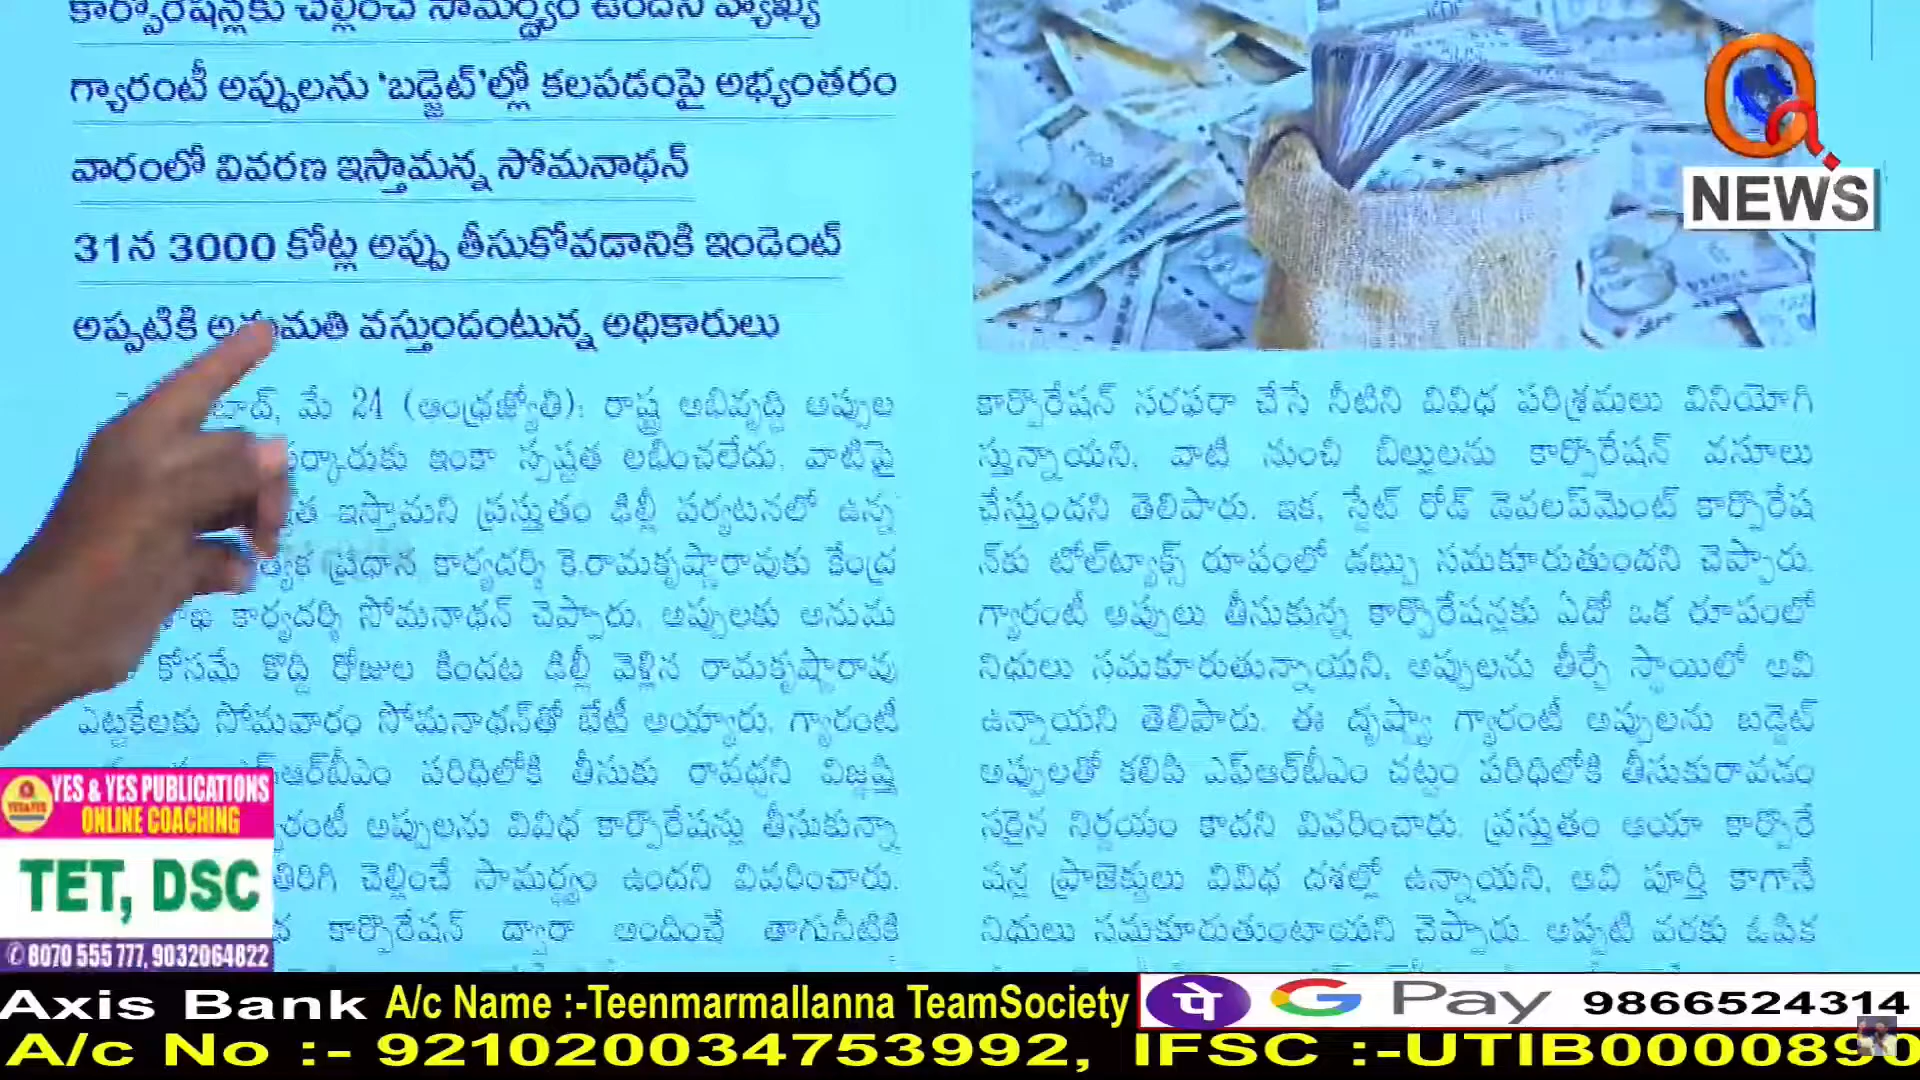 కార్పొరేషన్లకు చెల్లించే సామర్థ్యం ఉందని వ్యాఖ్య
గ్యారంటీ అప్పులను 'బడ్జెట్'ల్లో కలపడంపై అభ్యంతరం
వారంలో వివరణ ఇస్తామన్న సోమనాథన్
31న 3000 కోట్ల అప్పు తీసుకోవడానికి ఇండెంట్
అప్పటికి అనుమతి వస్తుందంటున్న అధికారులు
మే 24 (ఆంధ్రజ్యోతి): రాష్ట్ర అభివృద్ధి అప్పుల
సర్కారుకు ఇంకా స్పష్టత లభించలేదు. వాటిపై
ఇస్తామని ప్రస్తుతం ఢిల్లీ పర్యటనలో ఉన్న
ప్రధాన కార్యదర్శి కె.రామకృష్ణారావుకు కేంద్ర
కార్యదర్శి సోమనాథన్ చెప్పారు. అప్పులకు అనుమ
కోసమే కొద్ది రోజుల కిందట ఢిల్లీ వెళ్లిన రామకృష్ణారావు
ఎట్టకేలకు సోమవారం సోమనాథన్‌తో భేటీ అయ్యారు. గ్యారంటీ
పరిధిలోకి తీసుకు రావద్దని విజ్ఞప్తి
అప్పులను వివిధ కార్పొరేషన్లు తీసుకున్నా
తిరిగి చెల్లించే సామర్థ్యం ఉందని వివరించారు.
కార్పొరేషన్ ద్వారా అందించే తాగునీటికి
కార్పొరేషన్ సరఫరా చేసే నీటిని వివిధ పరిశ్రమలు వినియోగి
స్తున్నాయని, వాటి నుంచి బిల్లులను కార్పొరేషన్ వసూలు
చేస్తుందని తెలిపారు. ఇక, స్టేట్ రోడ్ డెవలప్‌మెంట్ కార్పొరేష
న్‌కు టోల్‌ట్యాక్స్ రూపంలో డబ్బు సమకూరుతుందని చెప్పారు.
గ్యారంటీ అప్పులు తీసుకున్న కార్పొరేషన్లకు ఏదో ఒక రూపంలో
నిధులు సమకూరుతున్నాయని, అప్పులను తీర్చే స్థాయిలో అవి
ఉన్నాయని తెలిపారు. ఈ దృష్ట్యా గ్యారంటీ అప్పులను బడ్జెట్
అప్పులతో కలిపి ఎఫ్ఆర్‌బీఎం చట్టం పరిధిలోకి తీసుకురావడం
సరైన నిర్ణయం కాదని వివరించారు. ప్రస్తుతం ఆయా కార్పొరే
షన్ల ప్రాజెక్టులు వివిధ దశల్లో ఉన్నాయని, అవి పూర్తి కాగానే
నిధులు సమకూరుతుంటాయని చెప్పారు. అప్పటి వరకు ఓపిక
Q NEWS
YES & YES PUBLICATIONS
ONLINE COACHING
TET, DSC
8070 555 777, 9032064822
Axis Bank A/c Name :-Teenmarmallanna TeamSociety
पे G Pay 9866524314
A/c No :- 921020034753992, IFSC :-UTIB0000890